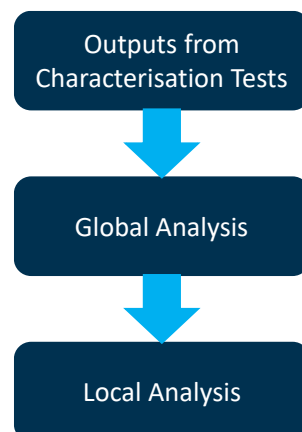 Outputs from
Characterisation Tests
Global Analysis
Local Analysis